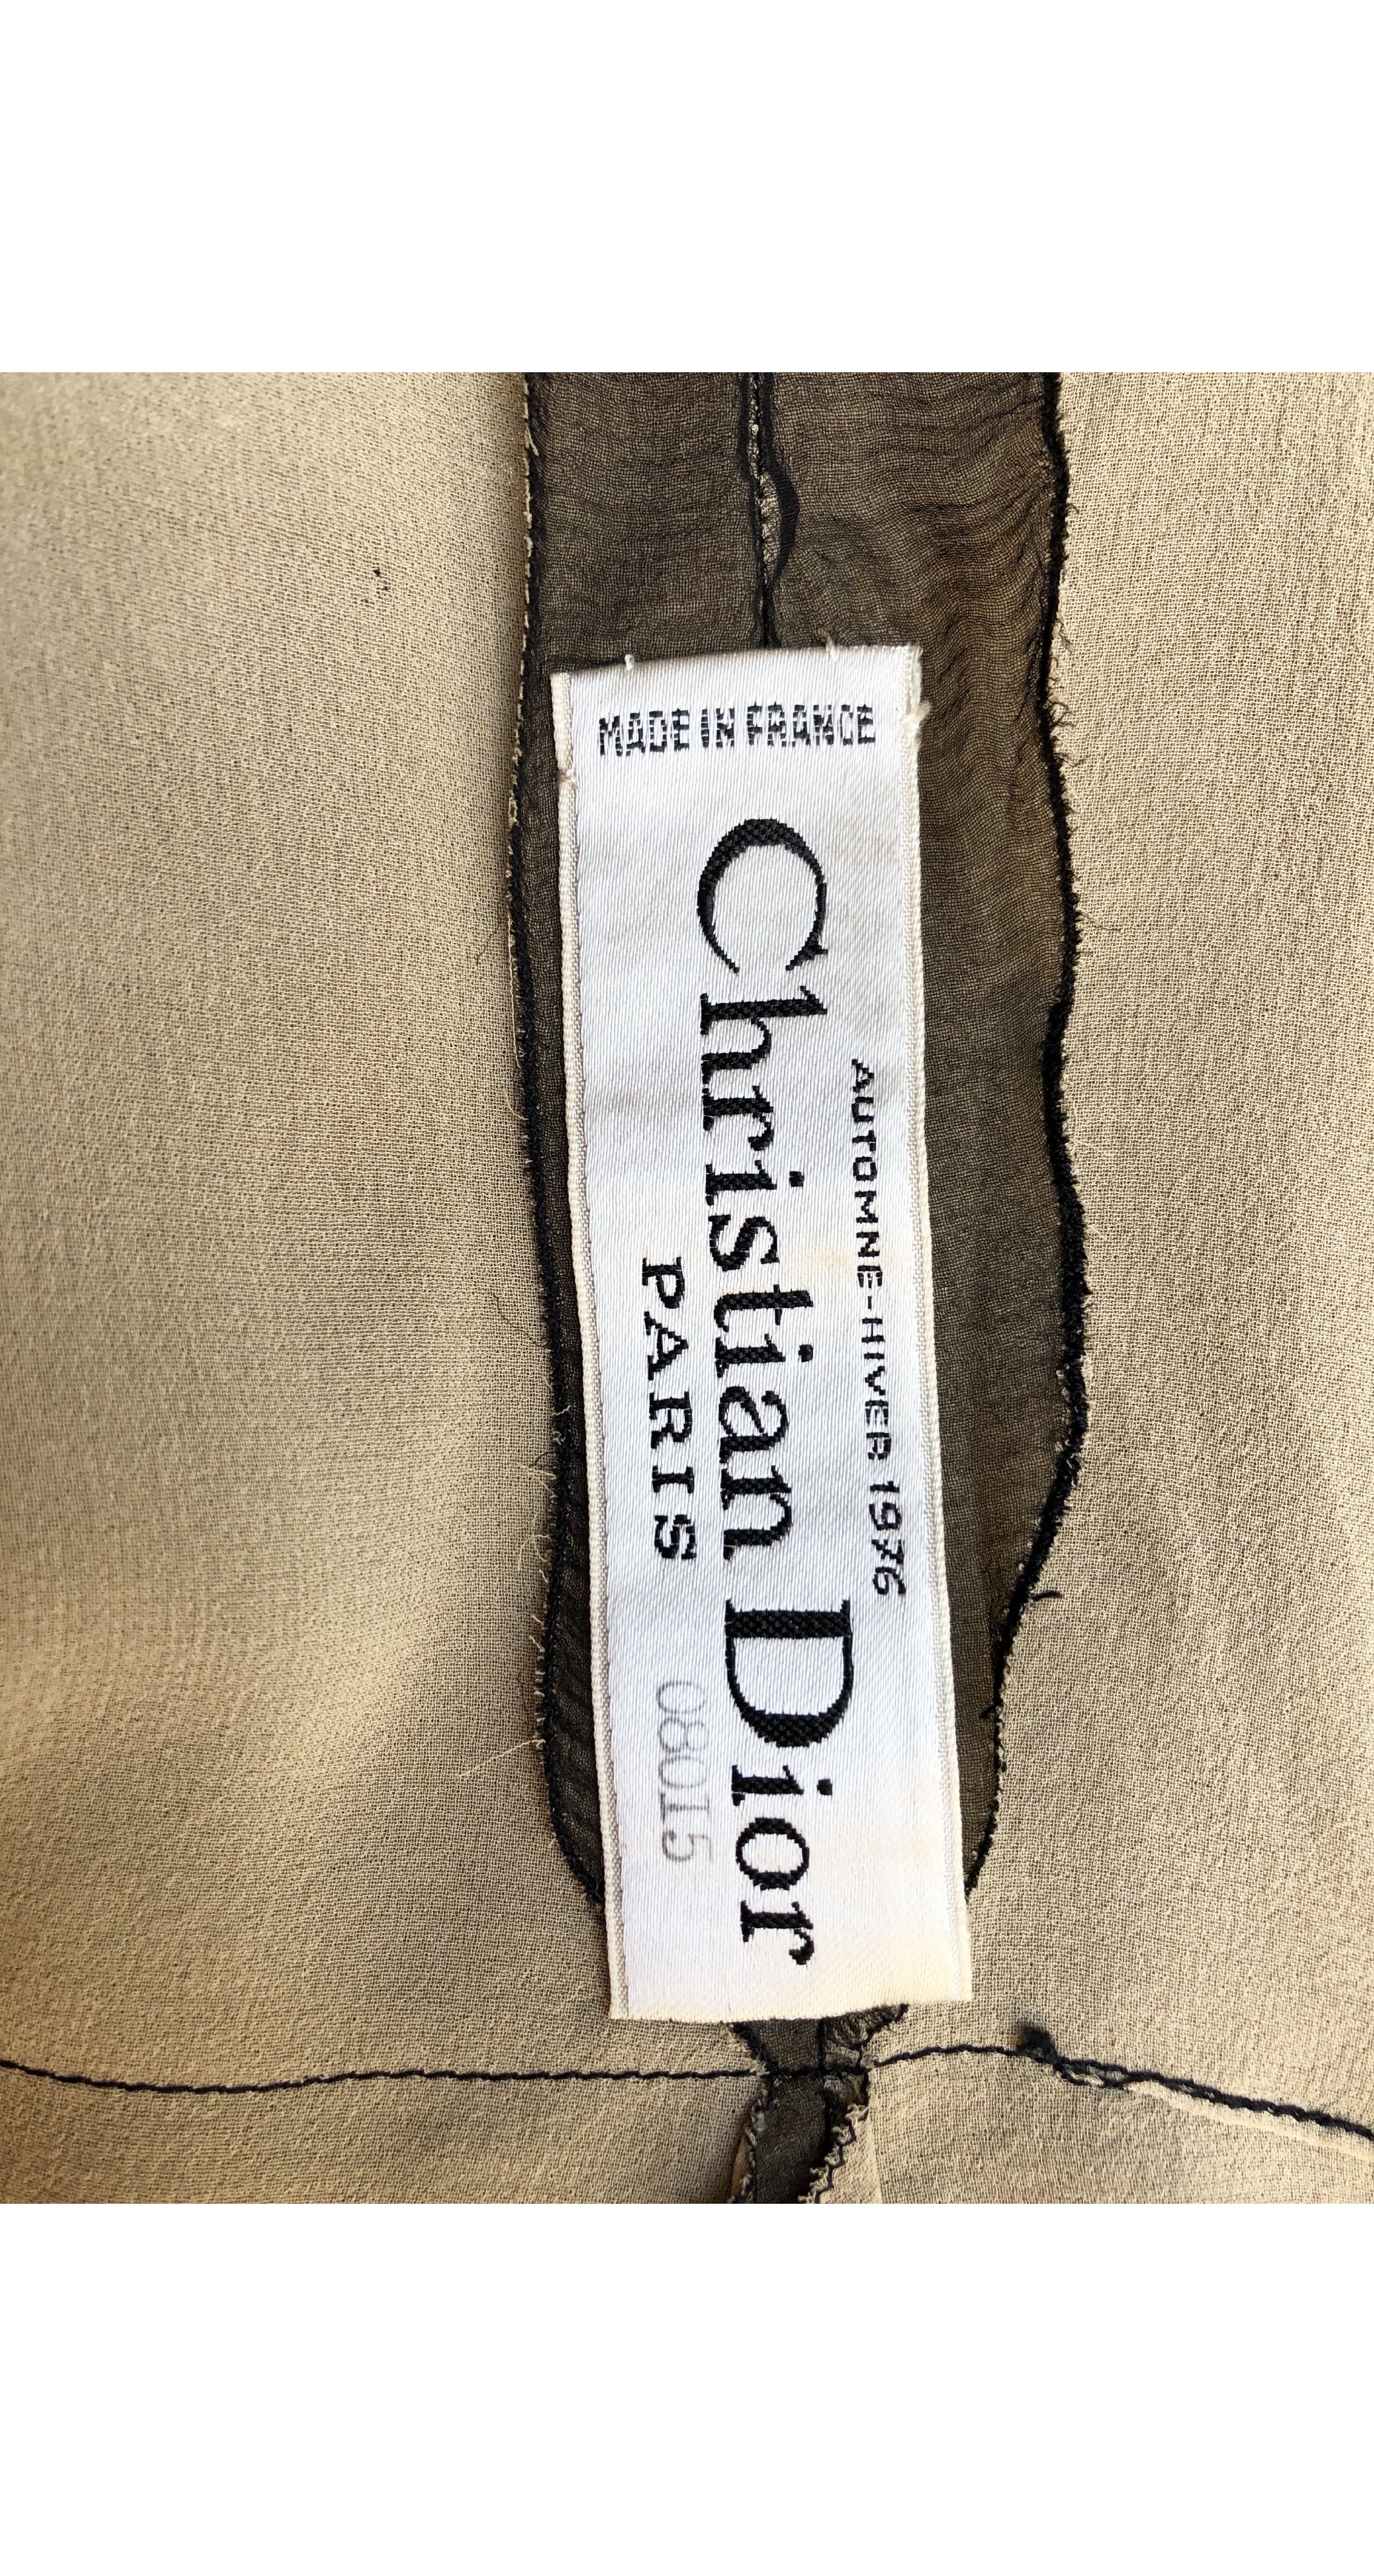 MADE IN FRANCE
AUTOMNE-HIVER 1976
Christian Dior
PARIS
08015